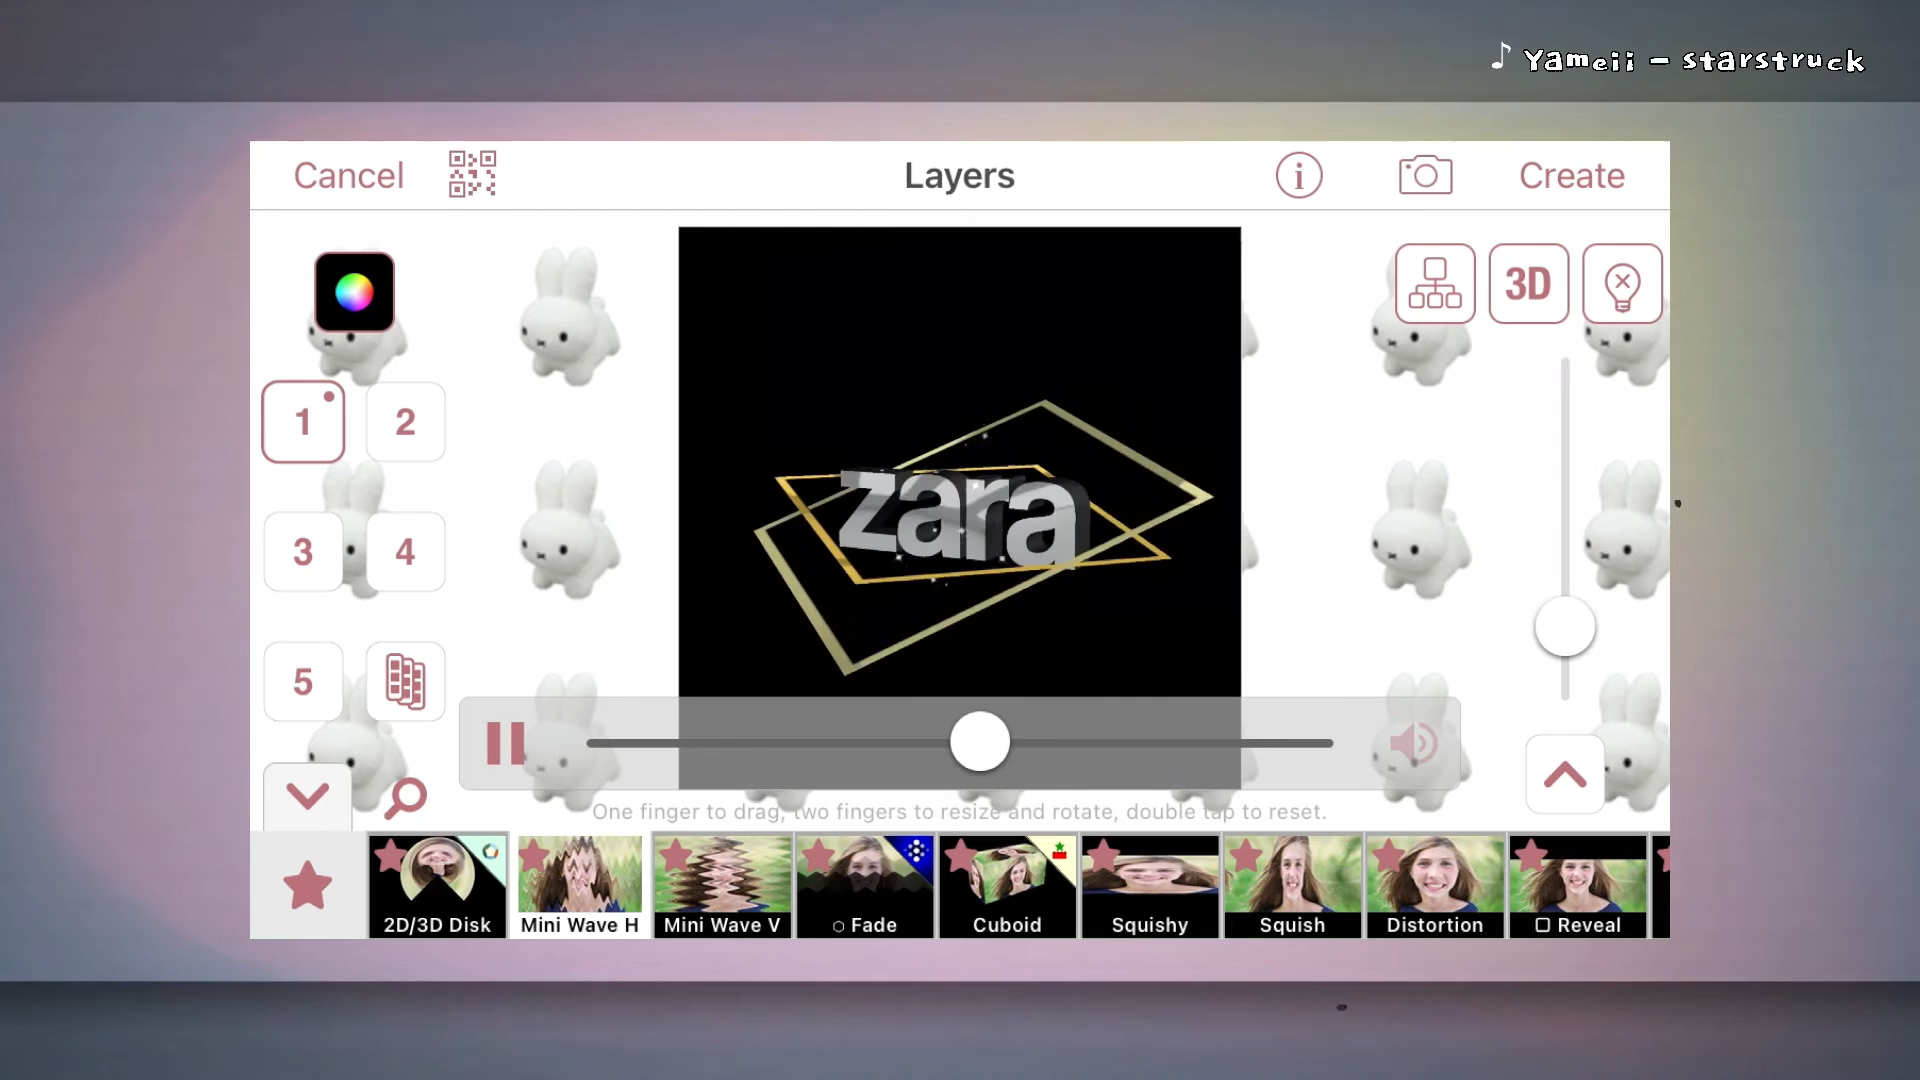 ♪ Yameii - starstruck
Cancel
Layers
i
Create
3D
1
2
3
4
5
zara
One finger to drag, two fingers to resize and rotate, double tap to reset.
2D/3D Disk
Mini Wave H
Mini Wave V
Fade
Cuboid
Squishy
Squish
Distortion
Reveal